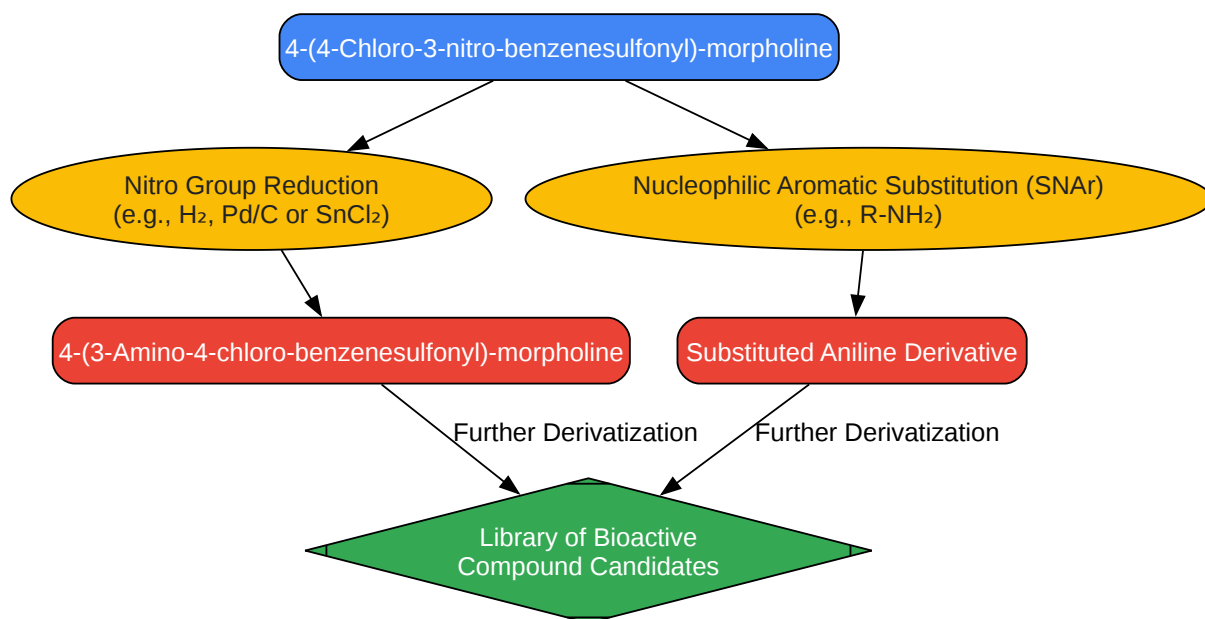 4-(4-Chloro-3-nitro-benzenesulfonyl)-morpholine
Nitro Group Reduction
(e.g., H₂, Pd/C or SnCl₂)
Nucleophilic Aromatic Substitution (SNAr)
(e.g., R-NH₂)
4-(3-Amino-4-chloro-benzenesulfonyl)-morpholine
Substituted Aniline Derivative
Further Derivatization
Further Derivatization
Library of Bioactive
Compound Candidates